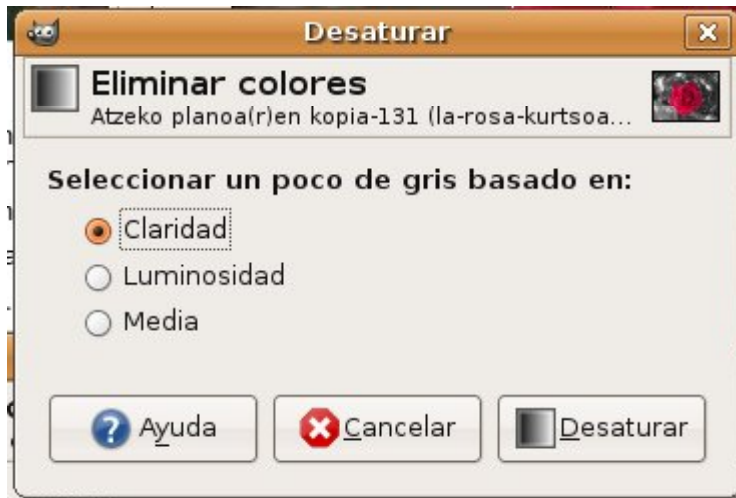 Desaturar
Eliminar colores
Atzeko planoa(r)en kopia-131 (la-rosa-kurtsoa...
Seleccionar un poco de gris basado en:
Claridad
Luminosidad
Media
Ayuda Cancelar Desaturar